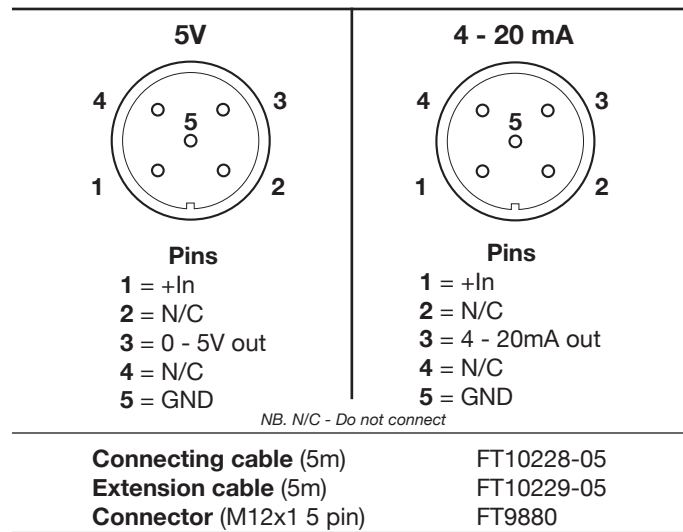 5V
4 3
5
1 2
Pins
1 = +In
2 = N/C
3 = 0 - 5V out
4 = N/C
5 = GND
4 - 20 mA
4 3
5
1 2
Pins
1 = +In
2 = N/C
3 = 4 - 20mA out
4 = N/C
5 = GND
NB. N/C - Do not connect
Connecting cable (5m) FT10228-05
Extension cable (5m) FT10229-05
Connector (M12x1 5 pin) FT9880